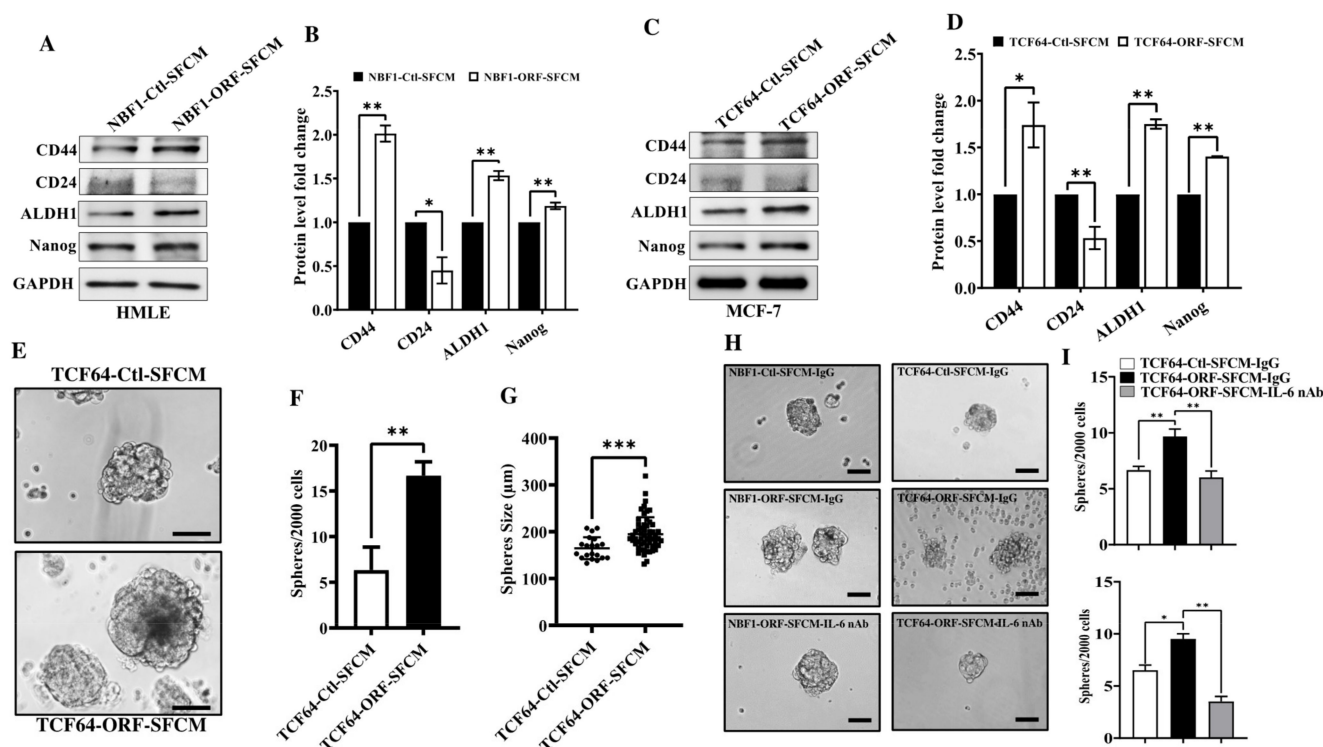 A
NBF1-Ctl-SFCM
NBF1-ORF-SFCM
CD44
CD24
ALDH1
Nanog
GAPDH
HMLE
B
NBF1-Ctl-SFCM NBF1-ORF-SFCM
Protein level fold change
2.5
2.0
1.5
1.0
0.5
0.0
**
*
**
**
CD44
CD24
ALDH1
Nanog
C
TCF64-Ctl-SFCM
TCF64-ORF-SFCM
CD44
CD24
ALDH1
Nanog
GAPDH
MCF-7
D
TCF64-Ctl-SFCM TCF64-ORF-SFCM
Protein level fold change
2.5
2.0
1.5
1.0
0.5
0.0
*
**
**
**
CD44
CD24
ALDH1
Nanog
E
TCF64-Ctl-SFCM
TCF64-ORF-SFCM
F
Spheres/2000 cells
20
15
10
5
0
**
TCF64-Ctl-SFCM
TCF64-ORF-SFCM
G
Spheres Size (μm)
400
300
200
100
0
***
TCF64-Ctl-SFCM
TCF64-ORF-SFCM
H
NBF1-Ctl-SFCM-IgG
TCF64-Ctl-SFCM-IgG
NBF1-ORF-SFCM-IgG
TCF64-ORF-SFCM-IgG
NBF1-ORF-SFCM-IL-6 nAb
TCF64-ORF-SFCM-IL-6 nAb
I
TCF64-Ctl-SFCM-IgG
TCF64-ORF-SFCM-IgG
TCF64-ORF-SFCM-IL-6 nAb
Spheres/2000 cells
15
10
5
0
**
**
Spheres/2000 cells
15
10
5
0
*
**